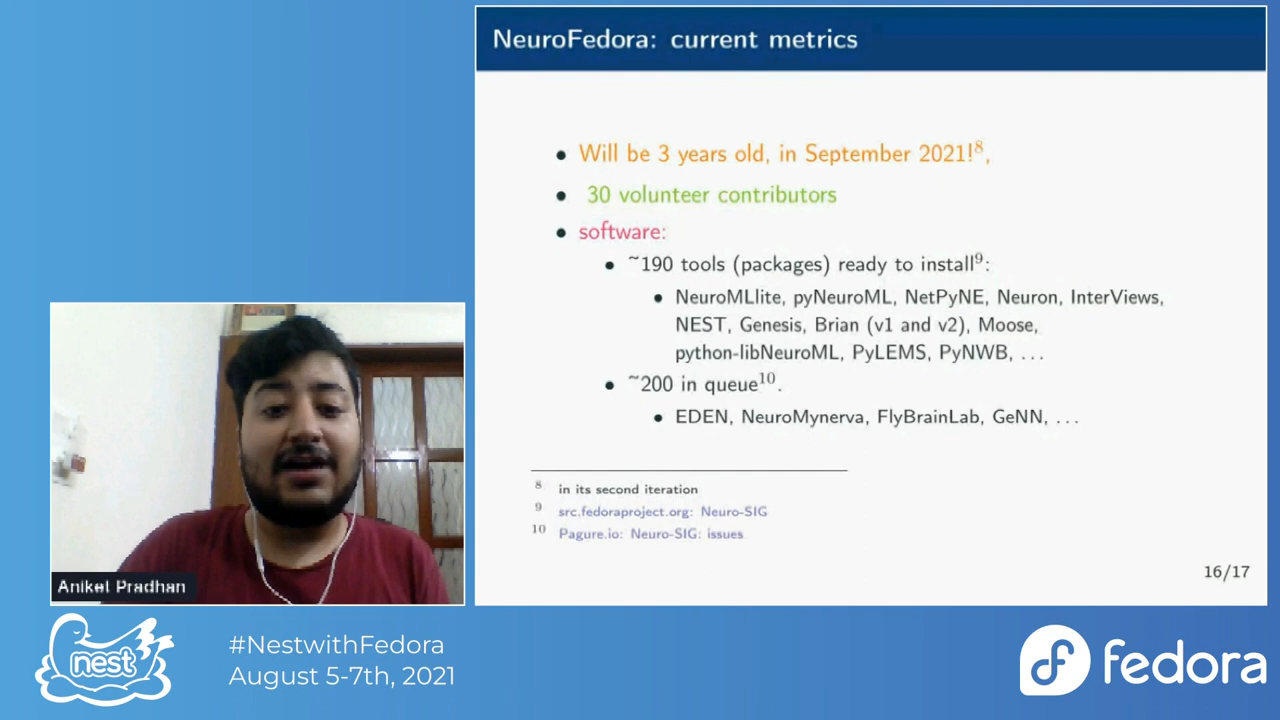 NeuroFedora: current metrics
• Will be 3 years old, in September 2021!⁸,
• 30 volunteer contributors
• software:
• ~190 tools (packages) ready to install⁹:
• NeuroMLlite, pyNeuroML, NetPyNE, Neuron, InterViews,
NEST, Genesis, Brian (v1 and v2), Moose,
python-libNeuroML, PyLEMS, PyNWB, ...
• ~200 in queue¹⁰.
• EDEN, NeuroMynerva, FlyBrainLab, GeNN, ...
⁸ in its second iteration
⁹ src.fedoraproject.org: Neuro-SIG
¹⁰ Pagure.io: Neuro-SIG: issues
16/17
Aniket Pradhan
nest
#NestwithFedora
August 5-7th, 2021
fedora